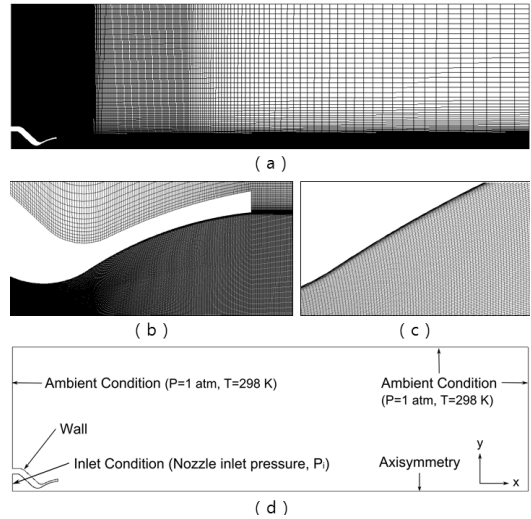 ( a )
( b )
( c )
Ambient Condition (P=1 atm, T=298 K)
Ambient Condition
(P=1 atm, T=298 K)
Wall
Inlet Condition (Nozzle inlet pressure, Pᵢ)
Axisymmetry
y
x
( d )